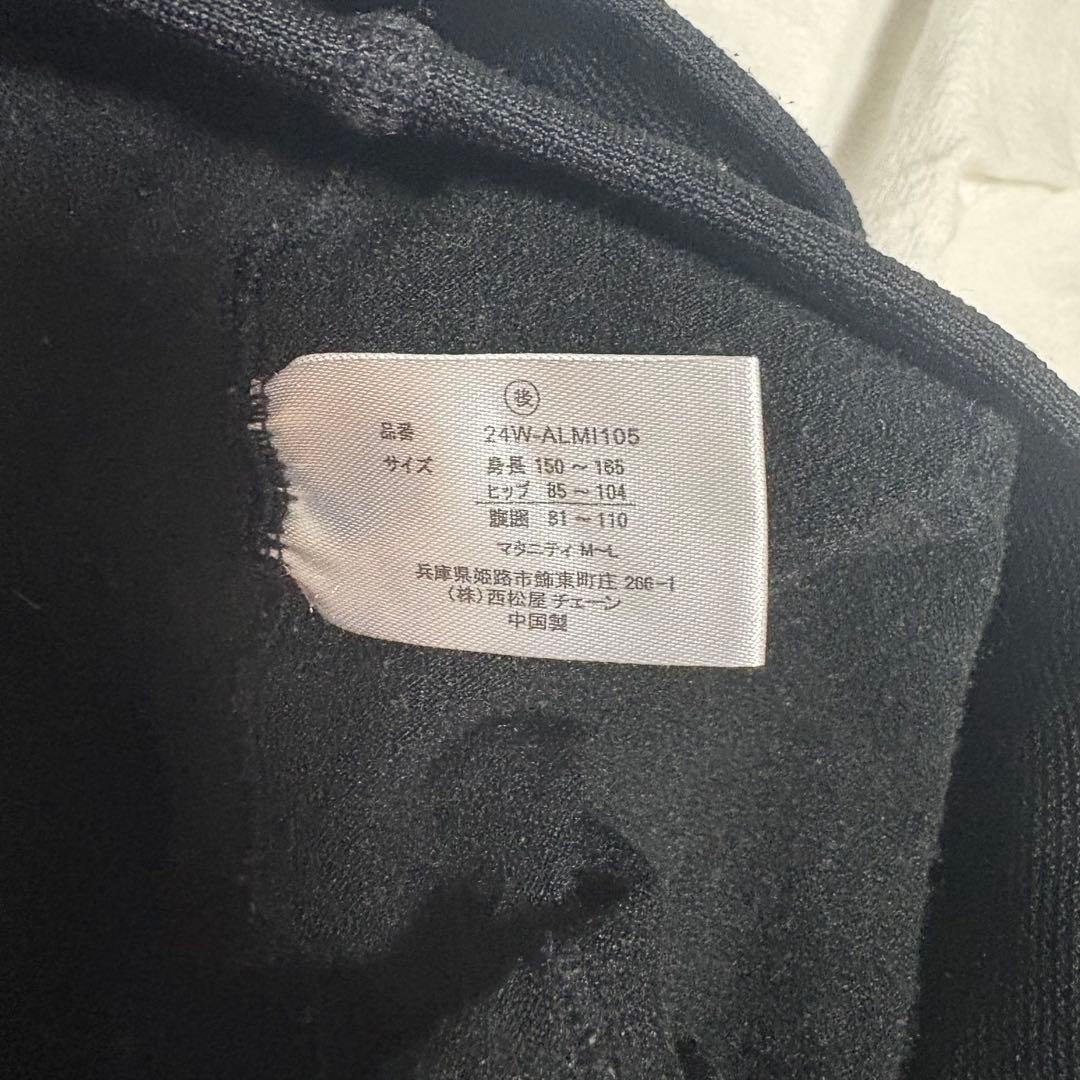 後
品番 24W-ALMI105
サイズ 身長 150～165
ヒップ 85～104
腹囲 81～110
マタニティ M～L
兵庫県姫路市飾東町庄 266-1
(株)西松屋チェーン
中国製